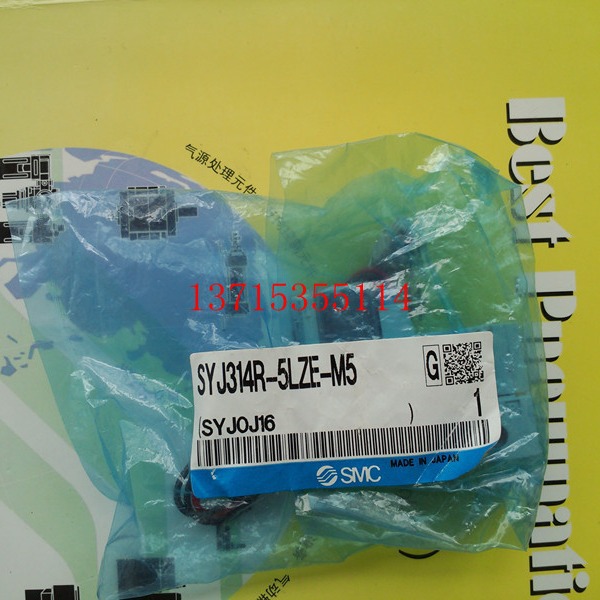 气源处理元件
Best Pneumatic
13715355114
SYJ314R-5LZE-M5
G
(SYJOJ16 )
1
SMC
MADE IN JAPAN